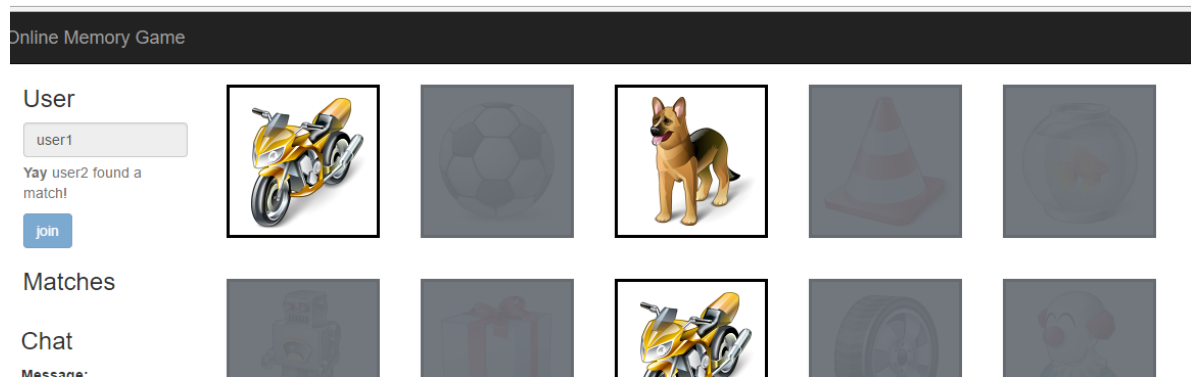 Online Memory Game
User
user1
Yay user2 found a
match!
join
Matches
Chat
Message: